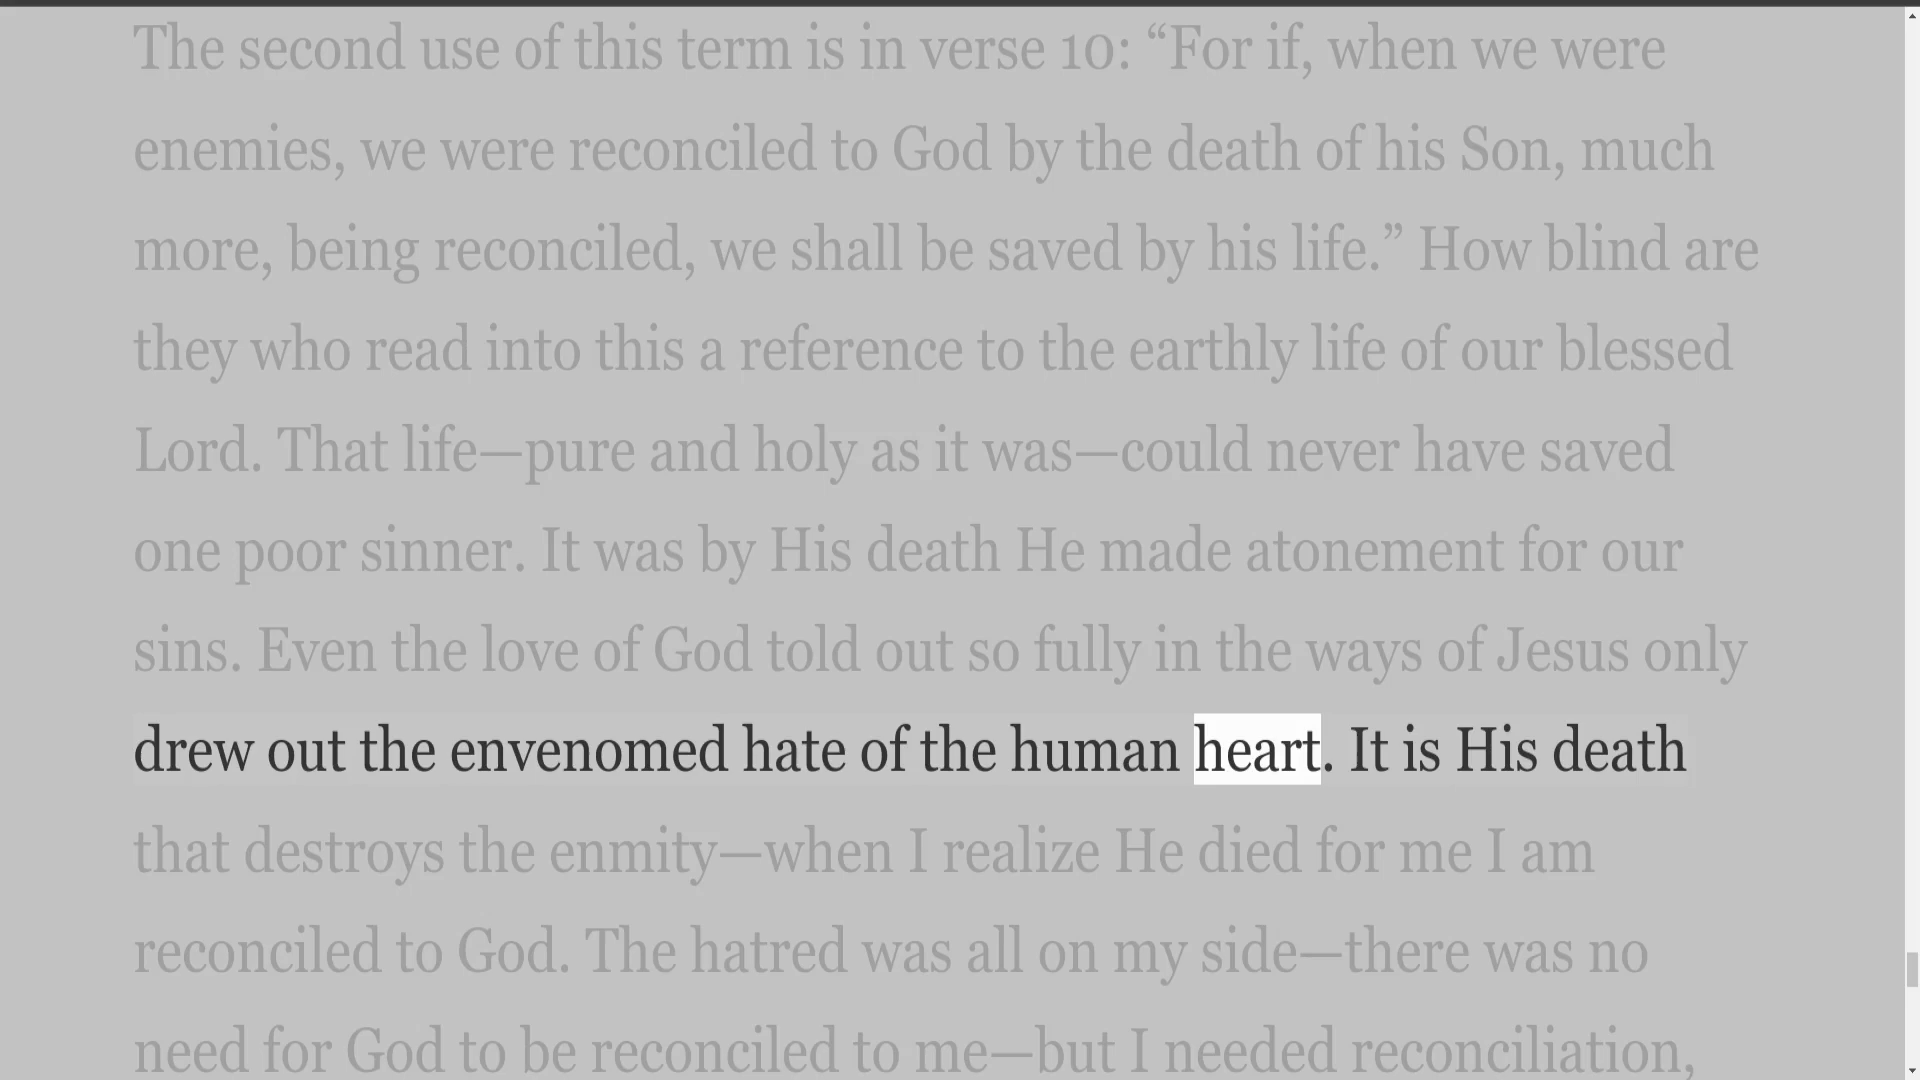 The second use of this term is in verse 10: “For if, when we were
enemies, we were reconciled to God by the death of his Son, much
more, being reconciled, we shall be saved by his life.” How blind are
they who read into this a reference to the earthly life of our blessed
Lord. That life—pure and holy as it was—could never have saved
one poor sinner. It was by His death He made atonement for our
sins. Even the love of God told out so fully in the ways of Jesus only
drew out the envenomed hate of the human heart. It is His death
that destroys the enmity—when I realize He died for me I am
reconciled to God. The hatred was all on my side—there was no
need for God to be reconciled to me—but I needed reconciliation,